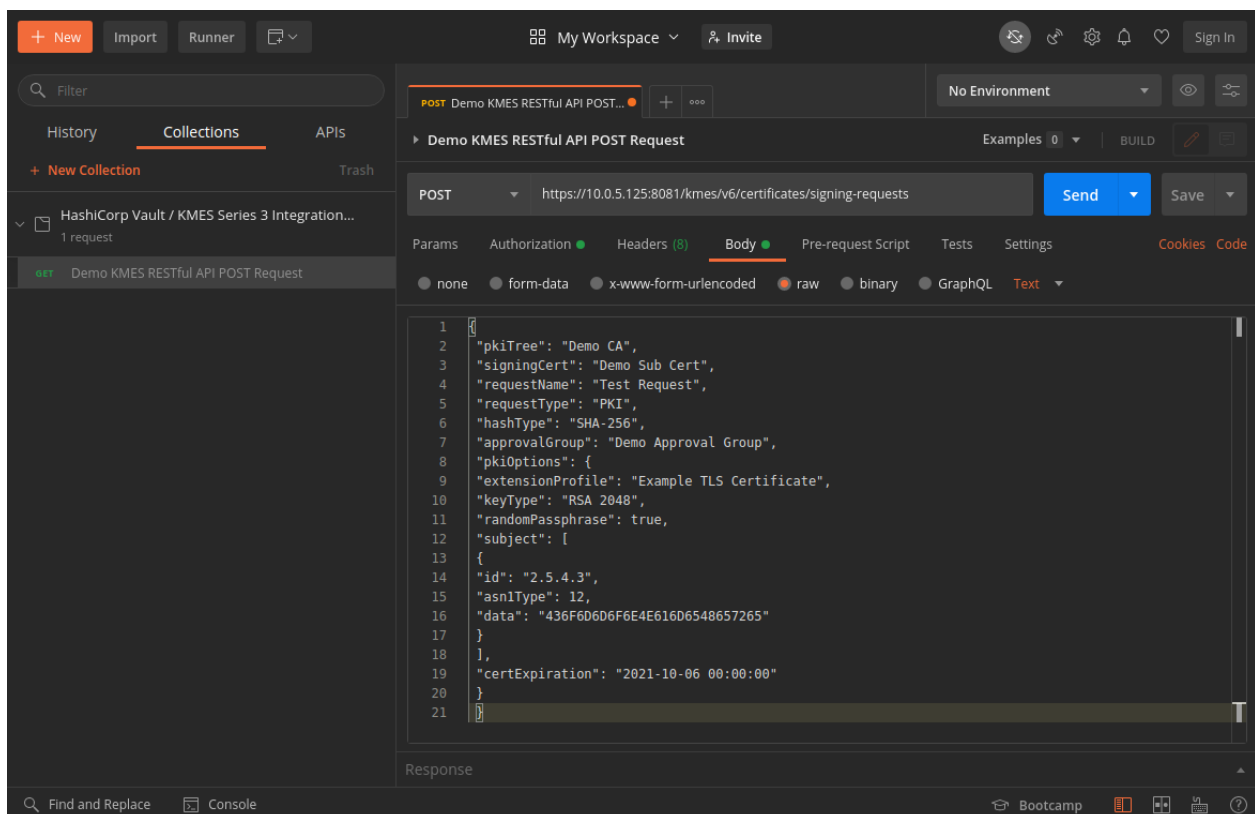 + New Import Runner My Workspace Invite Sign In
Filter
No Environment
POST Demo KMES RESTful API POST...
History Collections APIs
Demo KMES RESTful API POST Request Examples 0 BUILD
+ New Collection Trash
POST https://10.0.5.125:8081/kmes/v6/certificates/signing-requests Send Save
HashiCorp Vault / KMES Series 3 Integration...
1 request
Params Authorization Headers (8) Body Pre-request Script Tests Settings Cookies Code
GET Demo KMES RESTful API POST Request
none form-data x-www-form-urlencoded raw binary GraphQL Text
1 {
2 "pkiTree": "Demo CA",
3 "signingCert": "Demo Sub Cert",
4 "requestName": "Test Request",
5 "requestType": "PKI",
6 "hashType": "SHA-256",
7 "approvalGroup": "Demo Approval Group",
8 "pkiOptions": {
9 "extensionProfile": "Example TLS Certificate",
10 "keyType": "RSA 2048",
11 "randomPassphrase": true,
12 "subject": [
13 {
14 "id": "2.5.4.3",
15 "asn1Type": 12,
16 "data": "436F6D6D6F6E4E616D6548657265"
17 }
18 ],
19 "certExpiration": "2021-10-06 00:00:00"
20 }
21 }
Response
Find and Replace Console Bootcamp